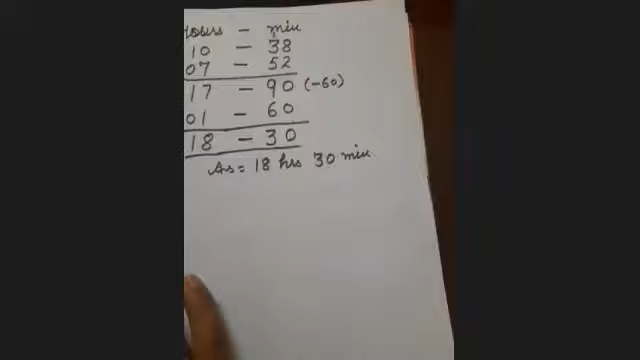 Hours - min
10 - 38
07 - 52
17 - 90 (-60)
01 - 60
18 - 30
As = 18 hrs 30 min